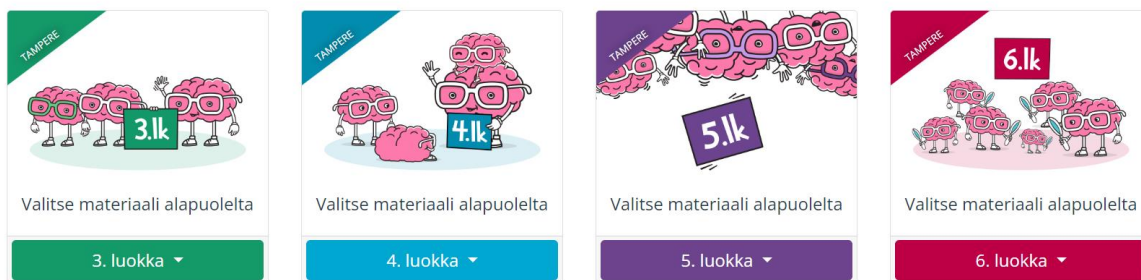 TAMPERE
3.lk
Valitse materiaali alapuolelta
3. luokka
TAMPERE
4.lk
Valitse materiaali alapuolelta
4. luokka
TAMPERE
5.lk
Valitse materiaali alapuolelta
5. luokka
TAMPERE
6.lk
Valitse materiaali alapuolelta
6. luokka